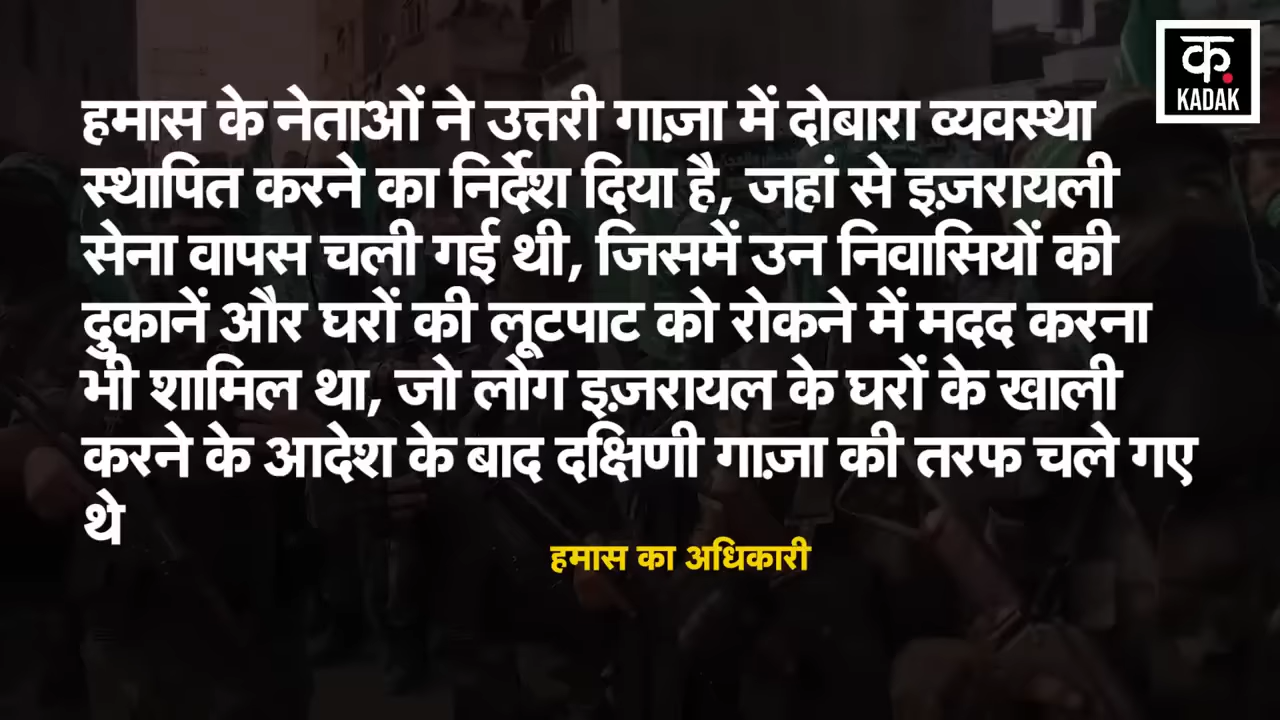 क
KADAK
हमास के नेताओं ने उत्तरी गाज़ा में दोबारा व्यवस्था
स्थापित करने का निर्देश दिया है, जहां से इज़रायली
सेना वापस चली गई थी, जिसमें उन निवासियों की
दुकानें और घरों की लूटपाट को रोकने में मदद करना
भी शामिल था, जो लोग इज़रायल के घरों के खाली
करने के आदेश के बाद दक्षिणी गाज़ा की तरफ चले गए
थे
हमास का अधिकारी